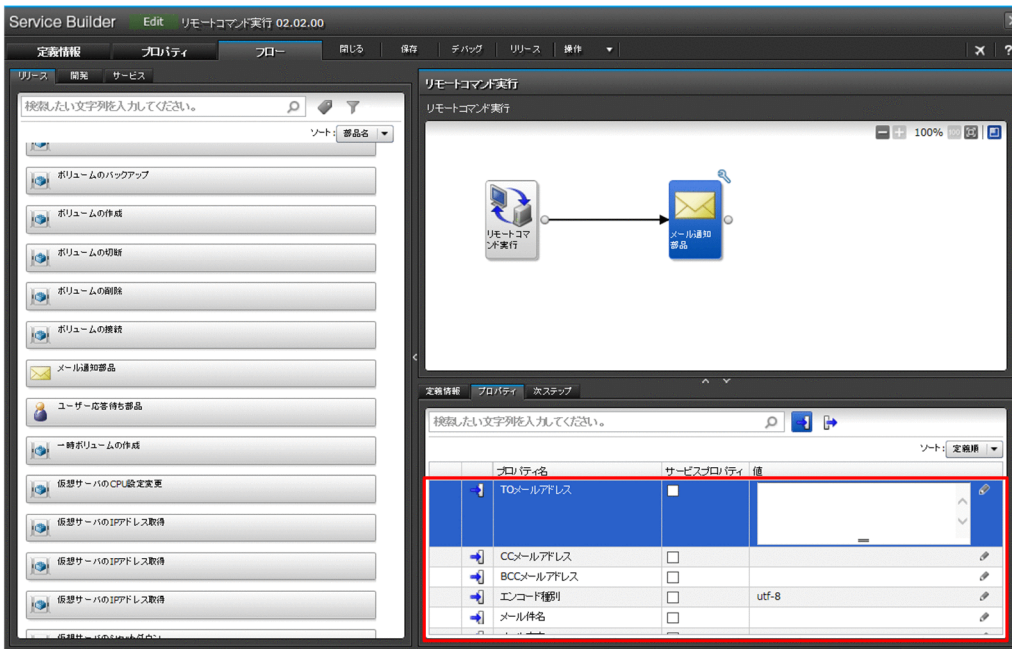 Service Builder Edit リモートコマンド実行 02.02.00
定義情報 プロパティ フロー 閉じる 保存 デバッグ リリース 操作 ?
リリース 開発 サービス
検索したい文字列を入力してください。
ソート: 部品名
ボリュームのバックアップ
ボリュームの作成
ボリュームの切断
ボリュームの削除
ボリュームの接続
メール通知部品
ユーザー応答待ち部品
一時ボリュームの作成
仮想サーバのCPU設定変更
仮想サーバのIPアドレス取得
仮想サーバのIPアドレス取得
仮想サーバのIPアドレス取得
リモートコマンド実行
リモートコマンド実行
100%
リモートコマ
ンド実行
メール通知
部品
定義情報 プロパティ 次ステップ
検索したい文字列を入力してください。
ソート: 定義順
プロパティ名 サービスプロパティ 値
TOメールアドレス
CCメールアドレス
BCCメールアドレス
エンコード種別 utf-8
メール件名